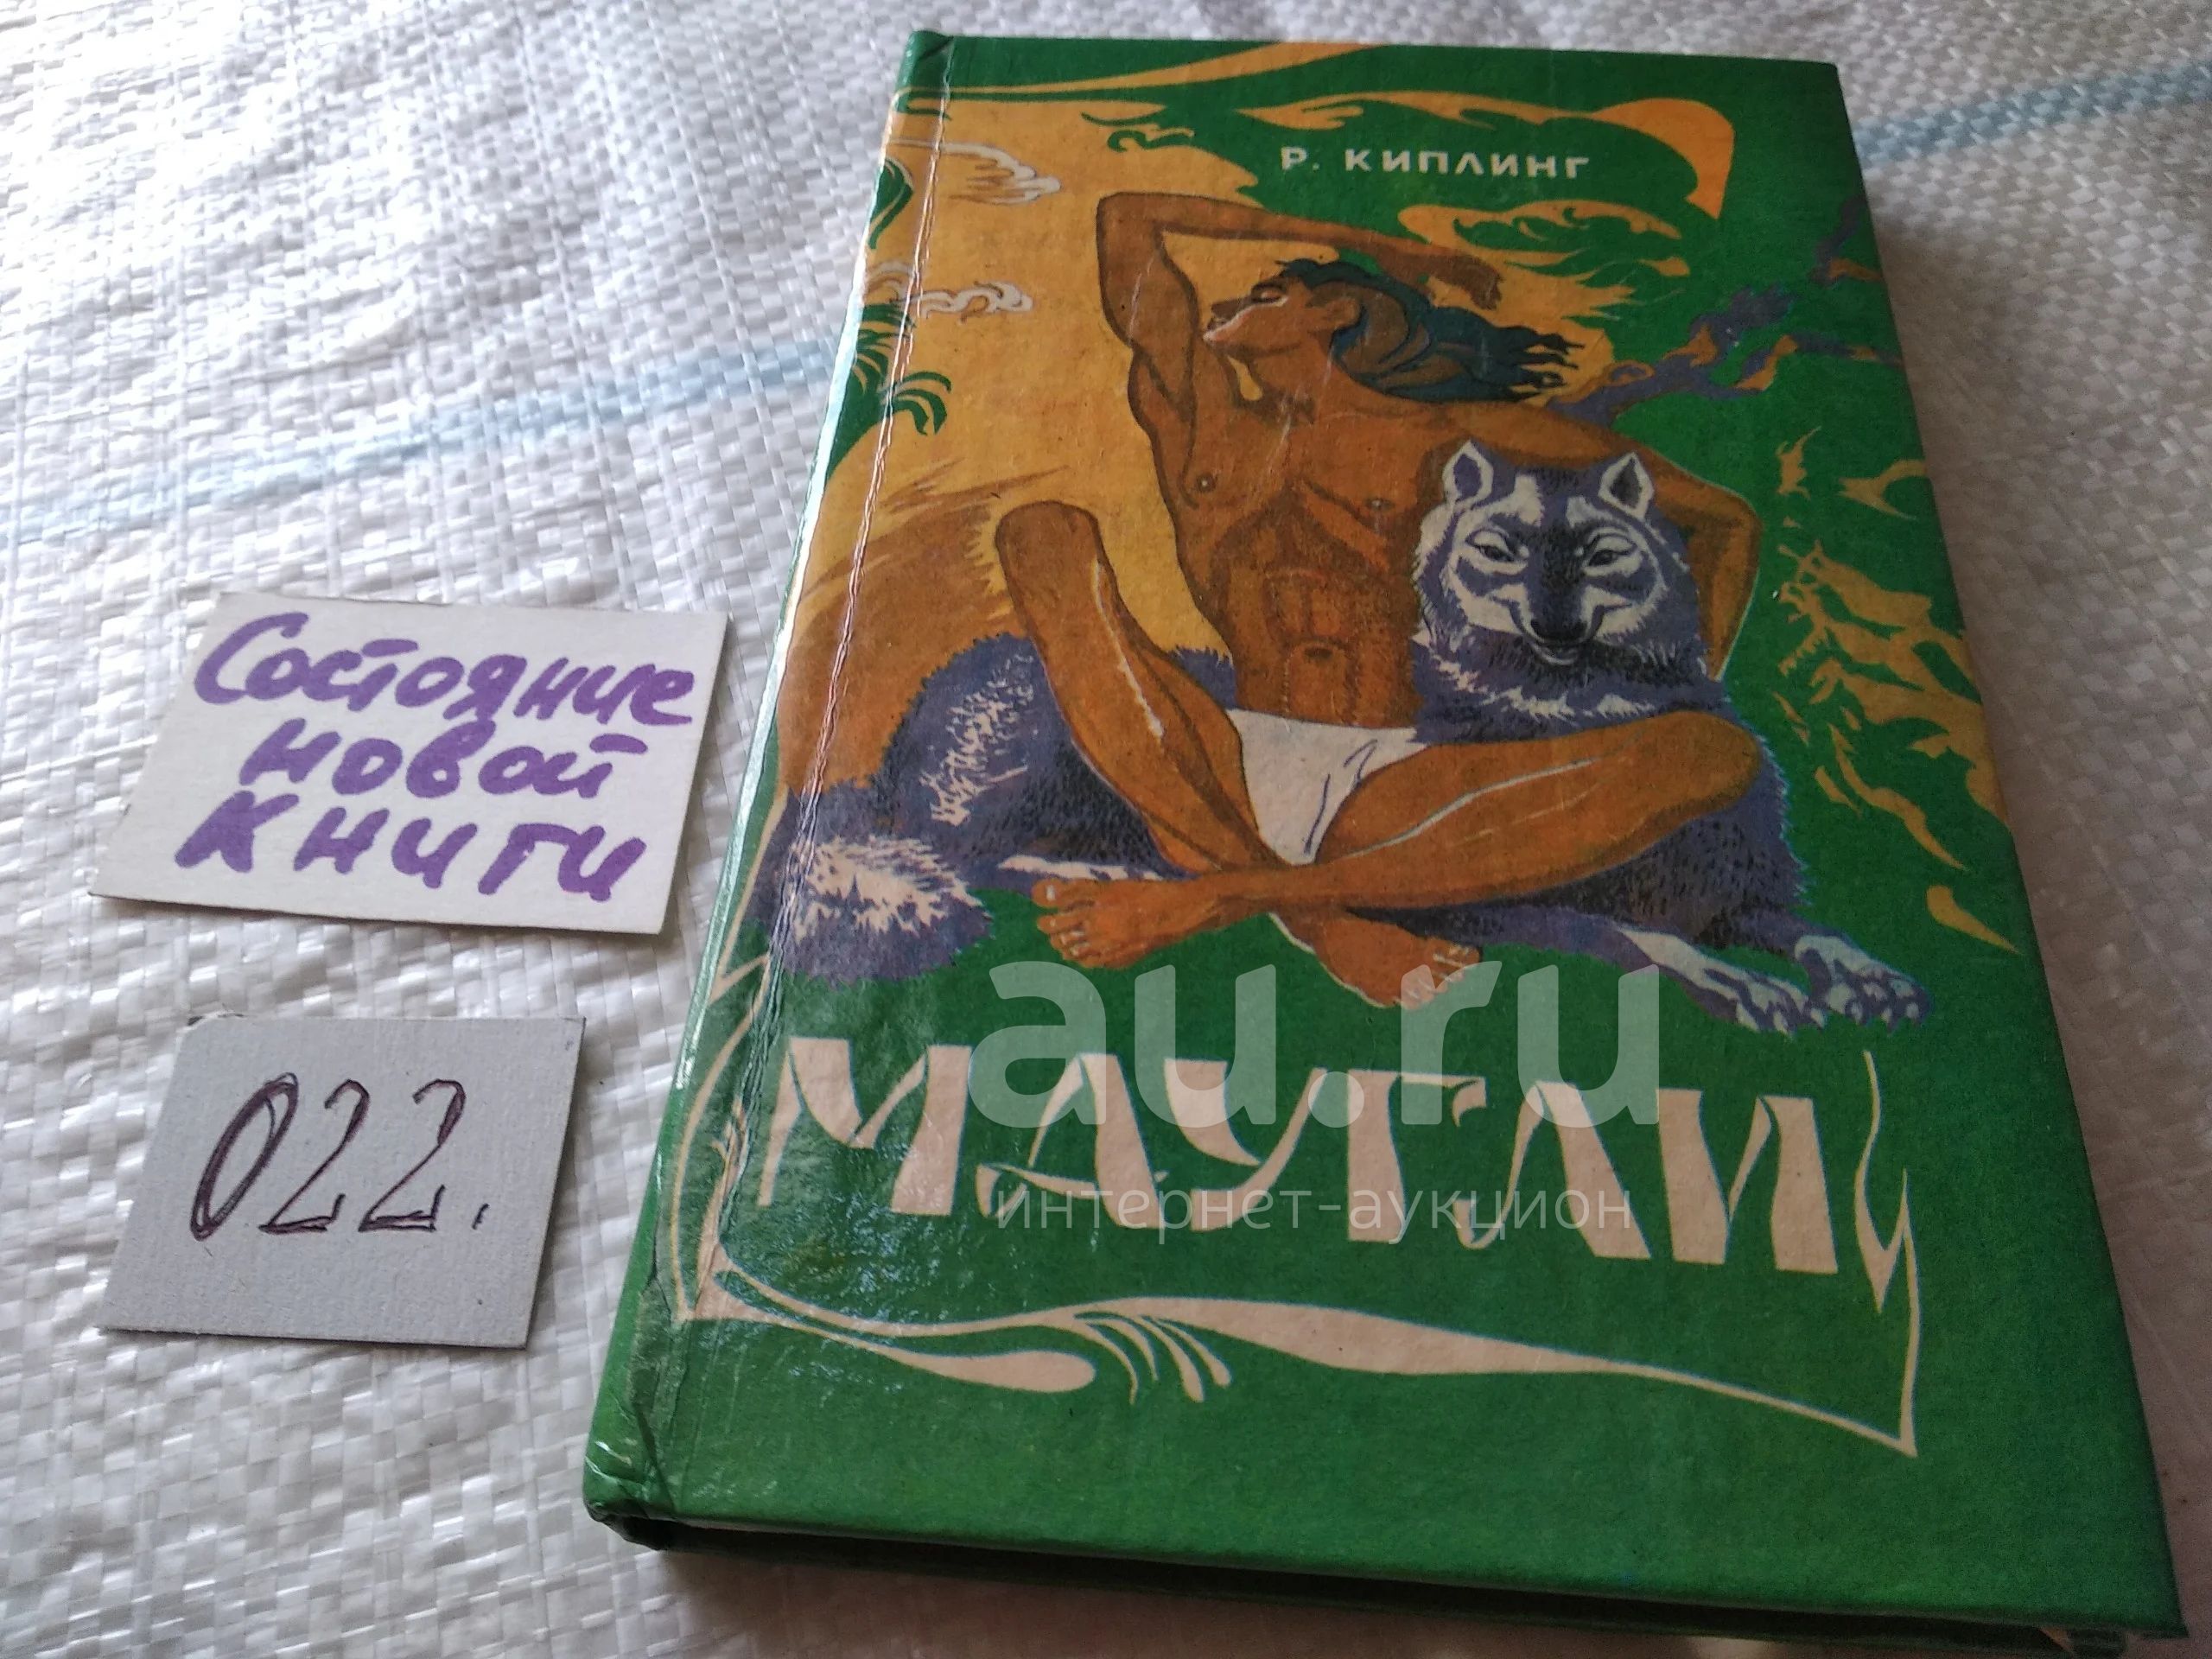 Р. КИПЛИНГ
Состояние
новой
книги
022.
au.ru
МАУГЛИ
интернет-аукцион